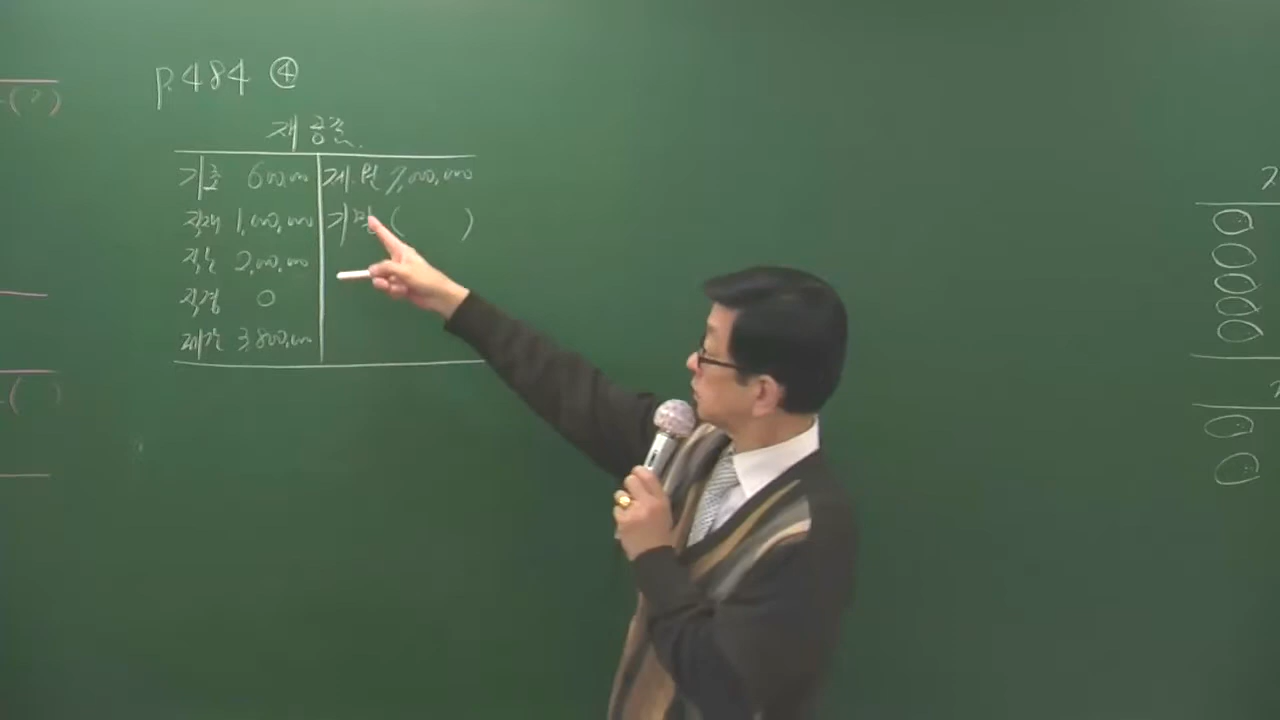 p.484 ④
재공품
기초 600,000 제.원 7,000,000
직재 1,000,000 기말 ( )
직노 2,000,000
직경 0
제간 3,800,000
(?)
( )